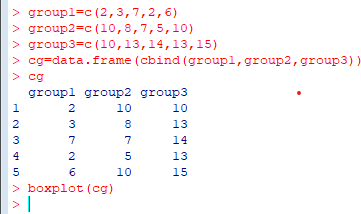 > group1=c(2,3,7,2,6)
> group2=c(10,8,7,5,10)
> group3=c(10,13,14,13,15)
> cg=data.frame(cbind(group1,group2,group3))
> cg
  group1 group2 group3
1      2     10     10
2      3      8     13
3      7      7     14
4      2      5     13
5      6     10     15
> boxplot(cg)
>